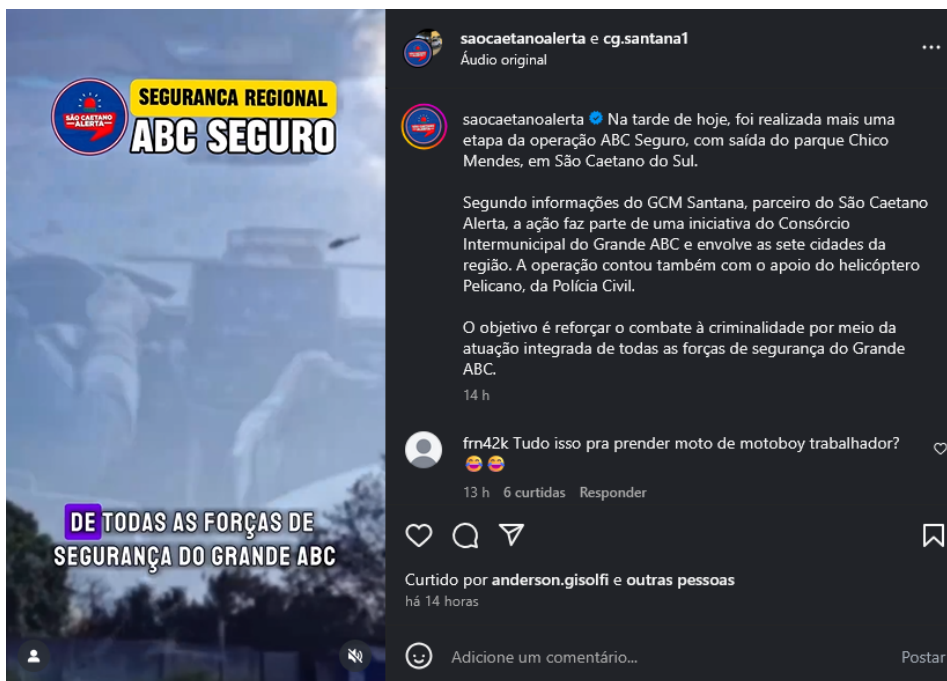 SÃO CAETANO
ALERTA
SEGURANCA REGIONAL
ABC SEGURO
DE TODAS AS FORÇAS DE
SEGURANÇA DO GRANDE ABC
saocaetanoalerta e cg.santana1
Áudio original
saocaetanoalerta Na tarde de hoje, foi realizada mais uma
etapa da operação ABC Seguro, com saída do parque Chico
Mendes, em São Caetano do Sul.
Segundo informações do GCM Santana, parceiro do São Caetano
Alerta, a ação faz parte de uma iniciativa do Consórcio
Intermunicipal do Grande ABC e envolve as sete cidades da
região. A operação contou também com o apoio do helicóptero
Pelicano, da Polícia Civil.
O objetivo é reforçar o combate à criminalidade por meio da
atuação integrada de todas as forças de segurança do Grande
ABC.
14 h
frn42k Tudo isso pra prender moto de motoboy trabalhador?
😂😂
13 h 6 curtidas Responder
Curtido por anderson.gisolfi e outras pessoas
há 14 horas
Adicione um comentário...
Postar